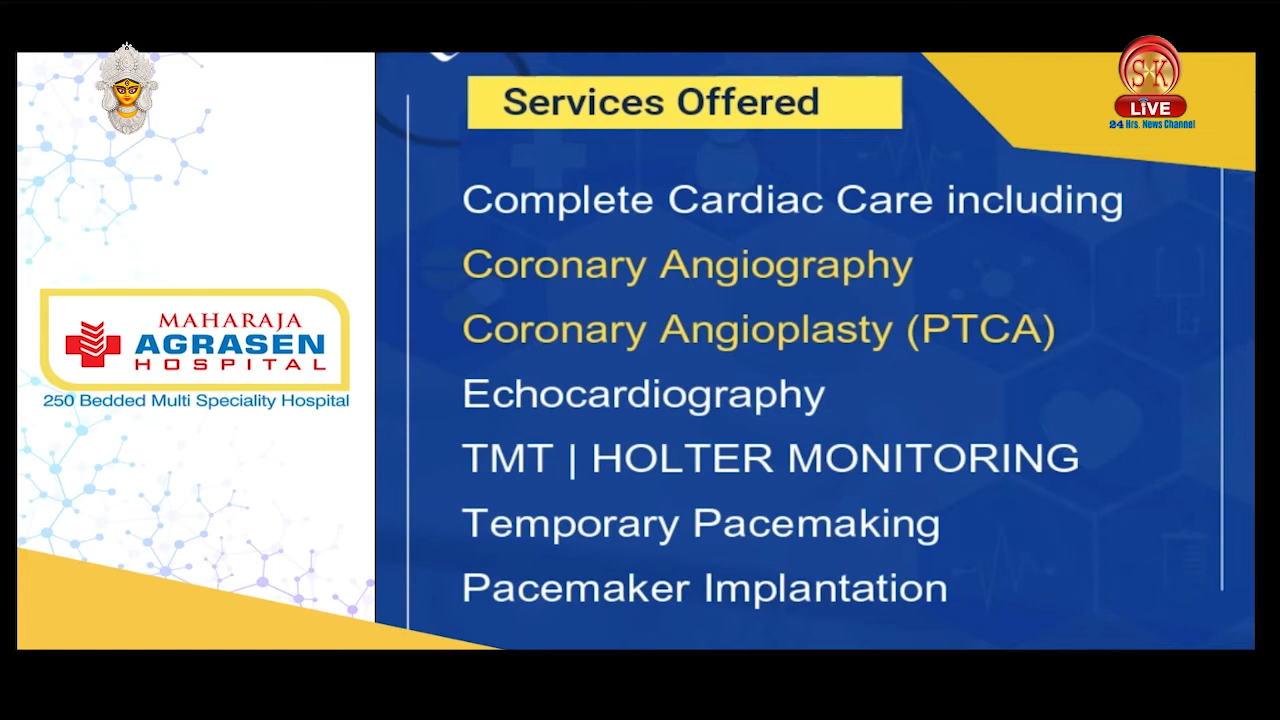 S K
LIVE
24 Hrs. News Channel
MAHARAJA
AGRASEN
HOSPITAL
250 Bedded Multi Speciality Hospital
Services Offered
Complete Cardiac Care including
Coronary Angiography
Coronary Angioplasty (PTCA)
Echocardiography
TMT | HOLTER MONITORING
Temporary Pacemaking
Pacemaker Implantation